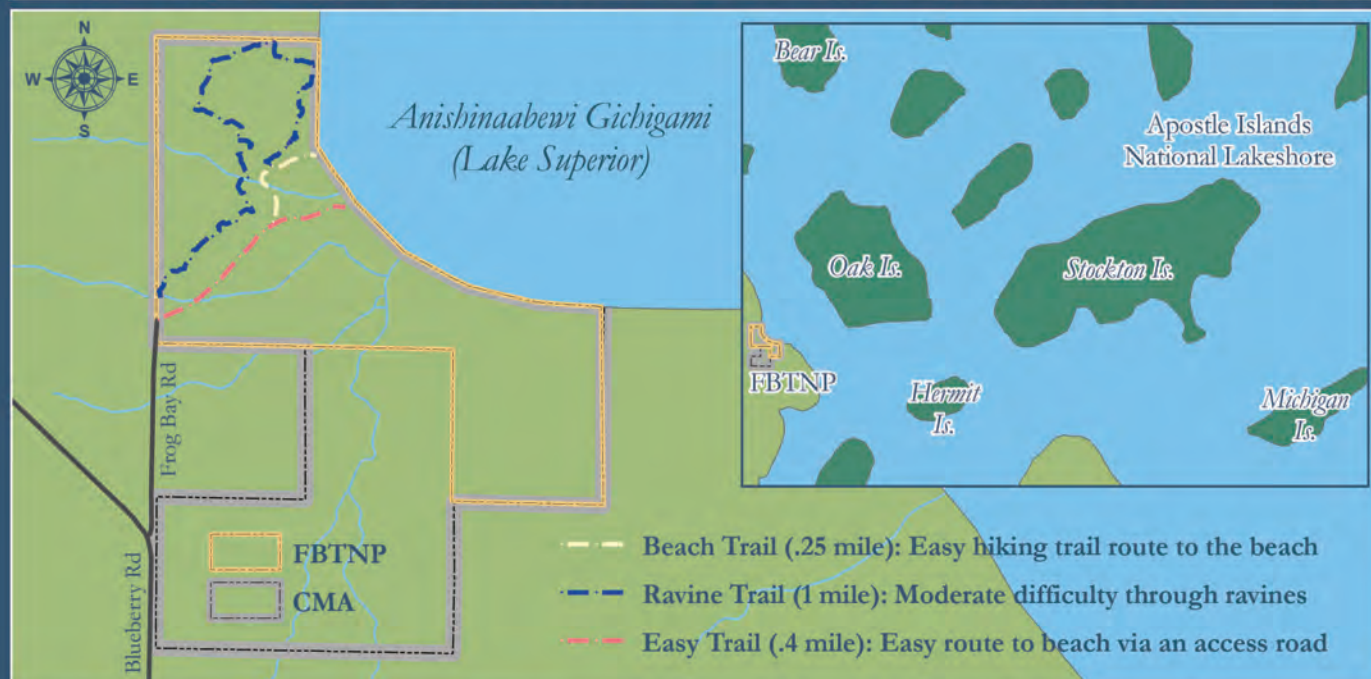 N
W
E
S
Anishinaabewi Gichigami
(Lake Superior)
Frog Bay Rd
Blueberry Rd
FBTNP
CMA
Bear Is.
Apostle Islands
National Lakeshore
Oak Is.
Stockton Is.
FBTNP
Hermit
Is.
Michigan
Is.
Beach Trail (.25 mile): Easy hiking trail route to the beach
Ravine Trail (1 mile): Moderate difficulty through ravines
Easy Trail (.4 mile): Easy route to beach via an access road